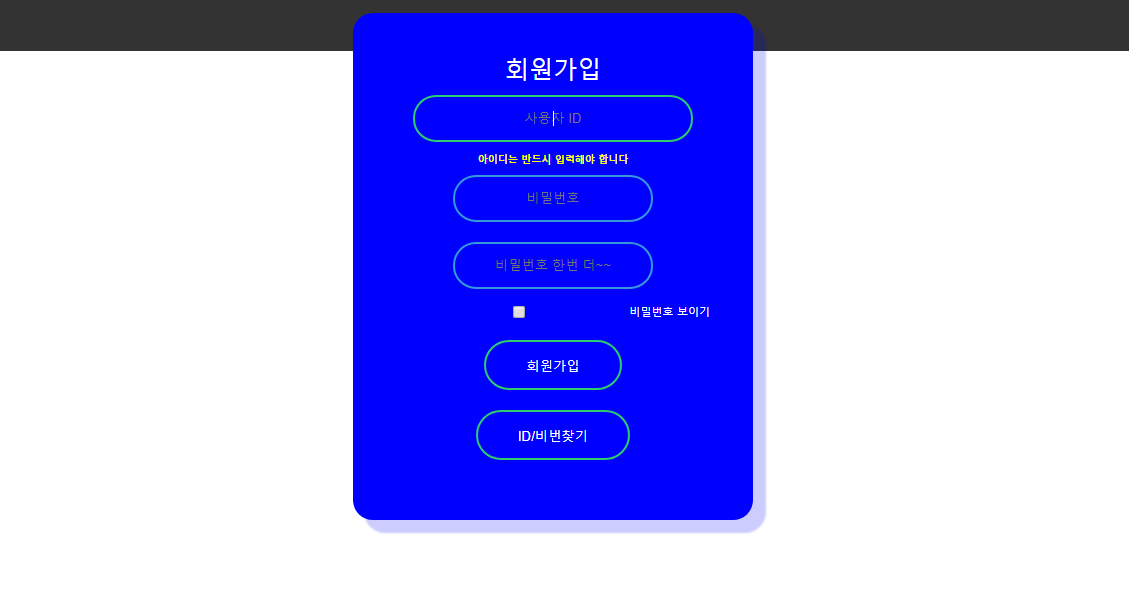 회원가입
사용자 ID
아이디는 반드시 입력해야 합니다
비밀번호
비밀번호 한번 더~~
비밀번호 보이기
회원가입
ID/비번찾기